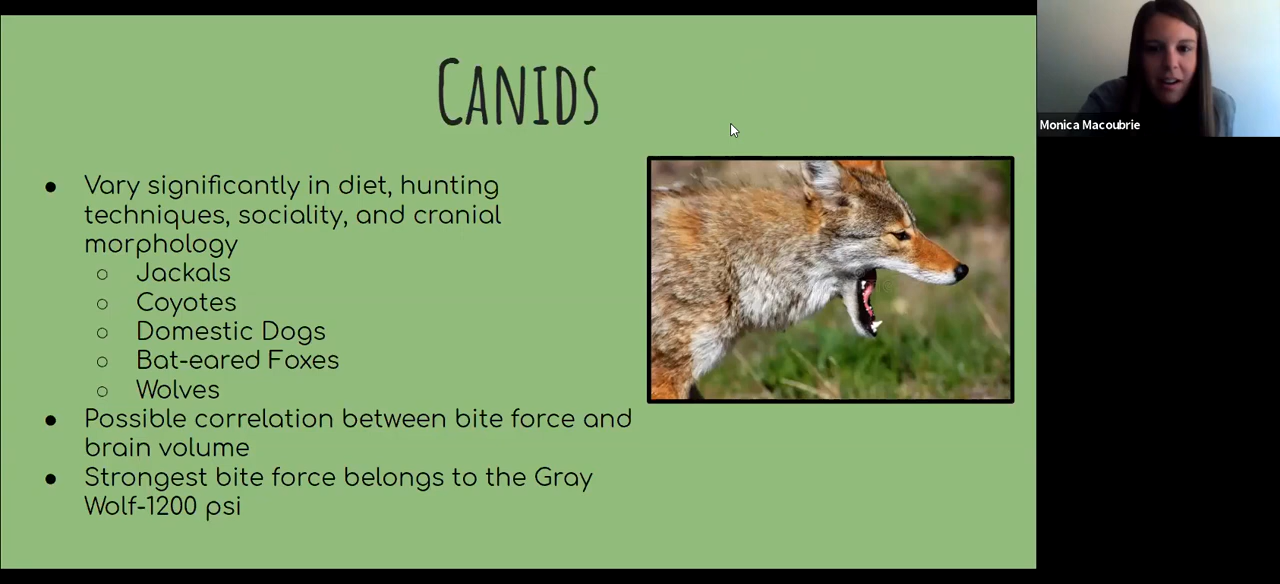 Canids
● Vary significantly in diet, hunting
techniques, sociality, and cranial
morphology
○ Jackals
○ Coyotes
○ Domestic Dogs
○ Bat-eared Foxes
○ Wolves
● Possible correlation between bite force and
brain volume
● Strongest bite force belongs to the Gray
Wolf-1200 psi
Monica Macoubrie